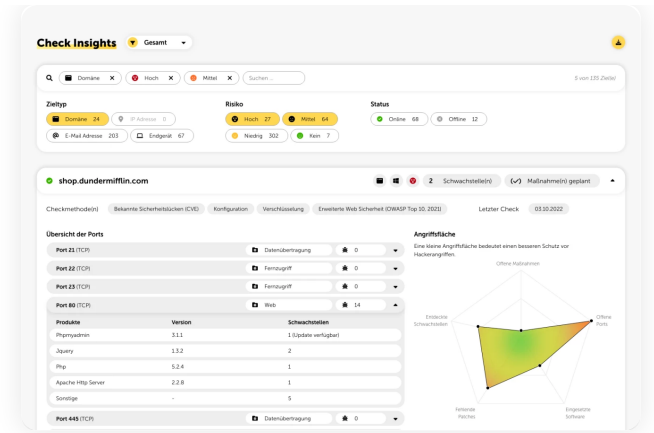 Check Insights Gesamt
Domäne X Hoch X Mittel X Suchen ... 5 von 135 Ziele(n)
Zieltyp Risiko Status
Domäne 24 IP Adresse 0 Hoch 27 Mittel 64 Online 68 Offline 12
E-Mail Adresse 203 Endgerät 67 Niedrig 302 Kein 7
shop.dundermifflin.com 2 Schwachstelle(n) Maßnahme(n) geplant
Checkmethode(n) Bekannte Sicherheitslücken (CVE) Konfiguration Verschlüsselung Erweiterte Web Sicherheit (OWASP Top 10, 2021) Letzter Check 03.10.2022
Übersicht der Ports
Port 21 (TCP) Datenübertragung 0
Port 22 (TCP) Fernzugriff 0
Port 23 (TCP) Fernzugriff 0
Port 80 (TCP) Web 14
Produkte Version Schwachstellen
Phpmyadmin 3.1.1 1 (Update verfügbar)
Jquery 1.3.2 2
Php 5.2.4 1
Apache Http Server 2.2.8 1
Sonstige - 5
Port 445 (TCP) Datenübertragung 0
Angriffsfläche
Eine kleine Angriffsfläche bedeutet einen besseren Schutz vor
Hackerangriffen.
Offene Maßnahmen
Entdeckte
Schwachstellen
Offene
Ports
Fehlende
Patches
Eingesetzte
Software